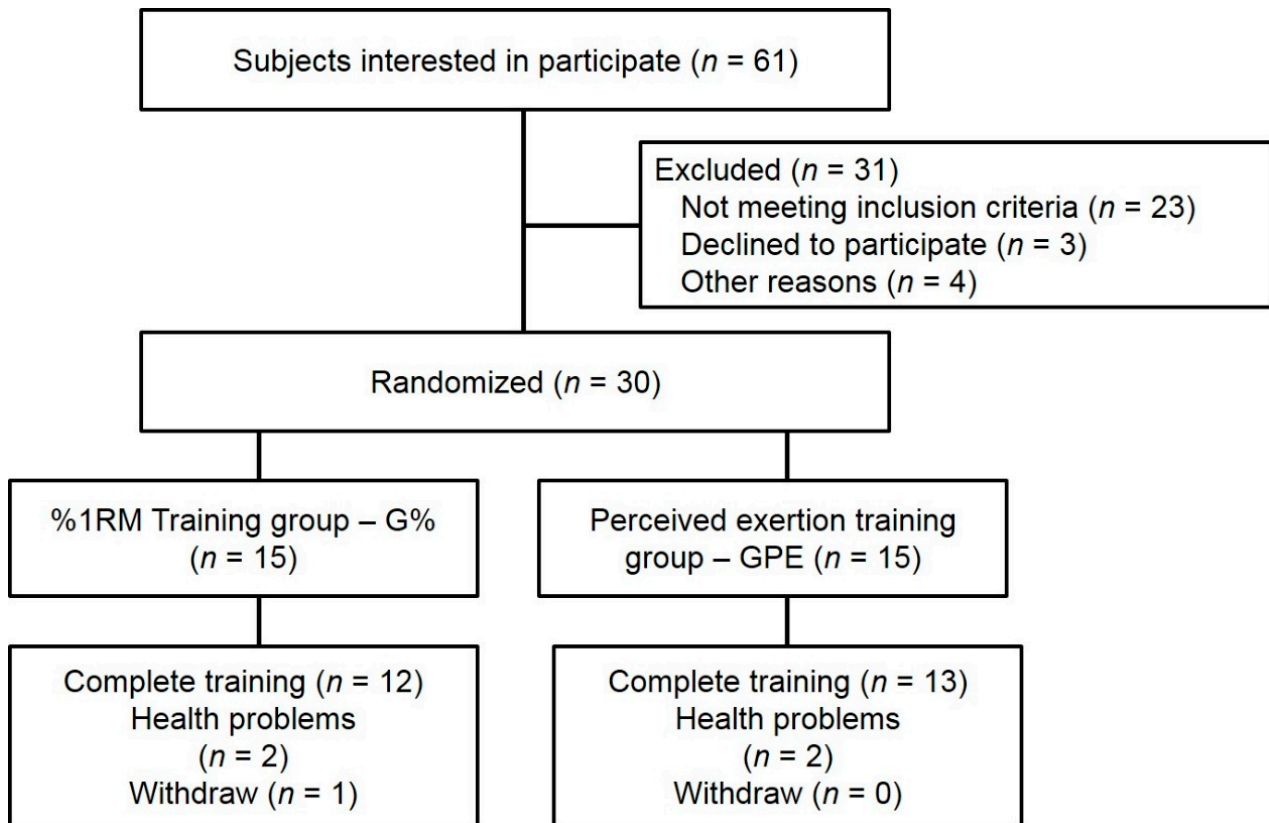 Subjects interested in participate (n = 61)
Excluded (n = 31)
Not meeting inclusion criteria (n = 23)
Declined to participate (n = 3)
Other reasons (n = 4)
Randomized (n = 30)
%1RM Training group – G%
(n = 15)
Perceived exertion training
group – GPE (n = 15)
Complete training (n = 12)
Health problems
(n = 2)
Withdraw (n = 1)
Complete training (n = 13)
Health problems
(n = 2)
Withdraw (n = 0)